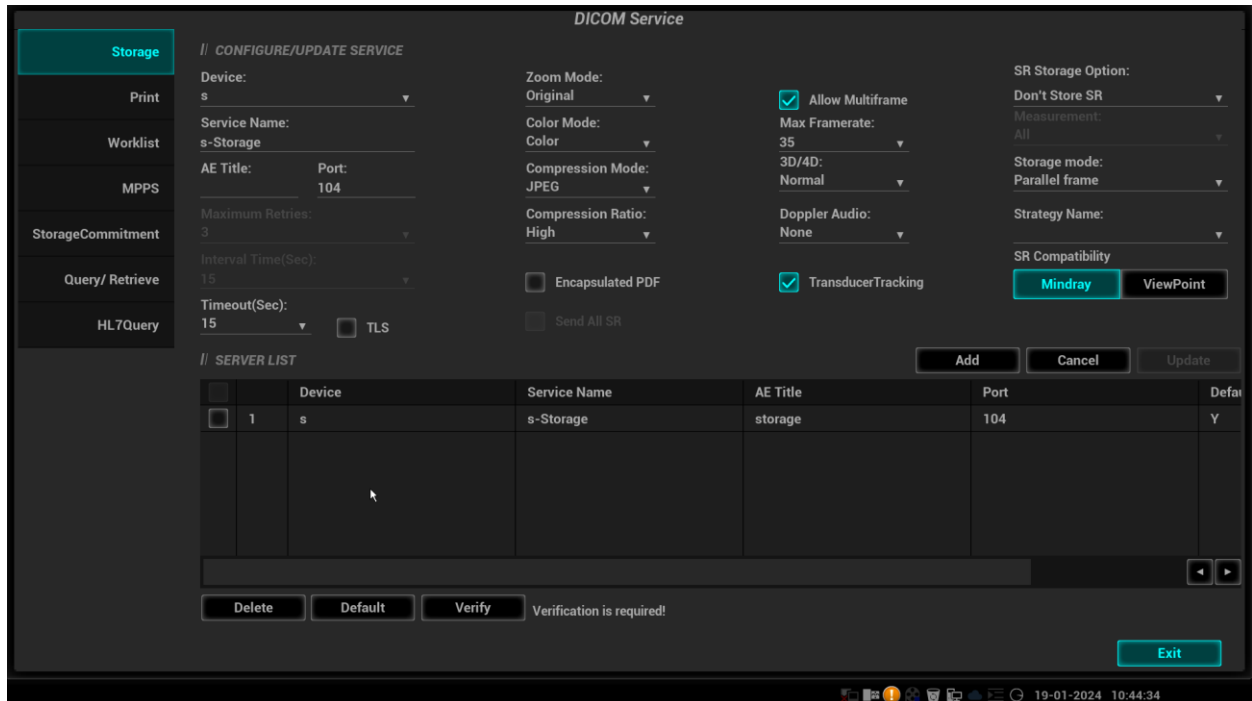 DICOM Service
Storage
Print
Worklist
MPPS
StorageCommitment
Query/ Retrieve
HL7Query
// CONFIGURE/UPDATE SERVICE
Device:
s
Service Name:
s-Storage
AE Title: Port:
104
Maximum Retries:
3
Interval Time(Sec):
15
Timeout(Sec):
15
TLS
Zoom Mode:
Original
Color Mode:
Color
Compression Mode:
JPEG
Compression Ratio:
High
Encapsulated PDF
Send All SR
Allow Multiframe
Max Framerate:
35
3D/4D:
Normal
Doppler Audio:
None
TransducerTracking
SR Storage Option:
Don't Store SR
Measurement:
All
Storage mode:
Parallel frame
Strategy Name:
SR Compatibility
Mindray ViewPoint
// SERVER LIST
Add Cancel Update
Device Service Name AE Title Port Defau
1 s s-Storage storage 104 Y
Delete Default Verify Verification is required!
Exit
19-01-2024 10:44:34